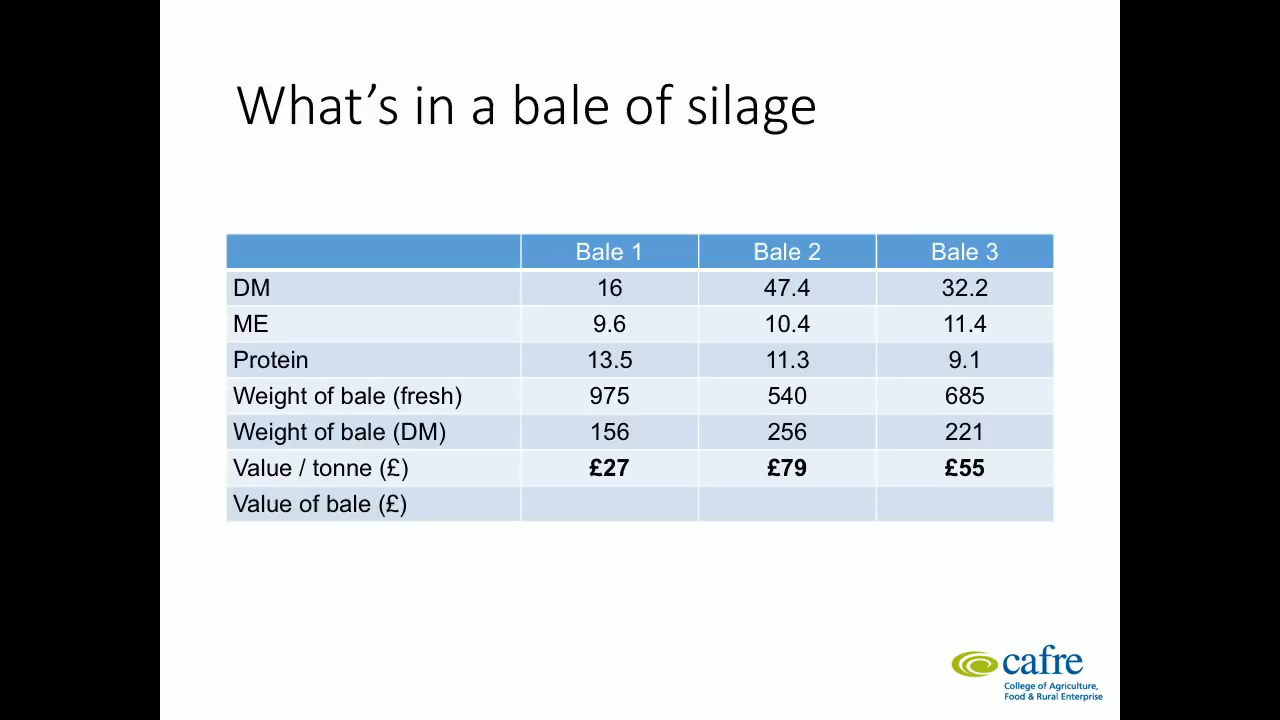 What's in a bale of silage
Bale 1 Bale 2 Bale 3
DM 16 47.4 32.2
ME 9.6 10.4 11.4
Protein 13.5 11.3 9.1
Weight of bale (fresh) 975 540 685
Weight of bale (DM) 156 256 221
Value / tonne (£) £27 £79 £55
Value of bale (£)
cafre
College of Agriculture,
Food & Rural Enterprise